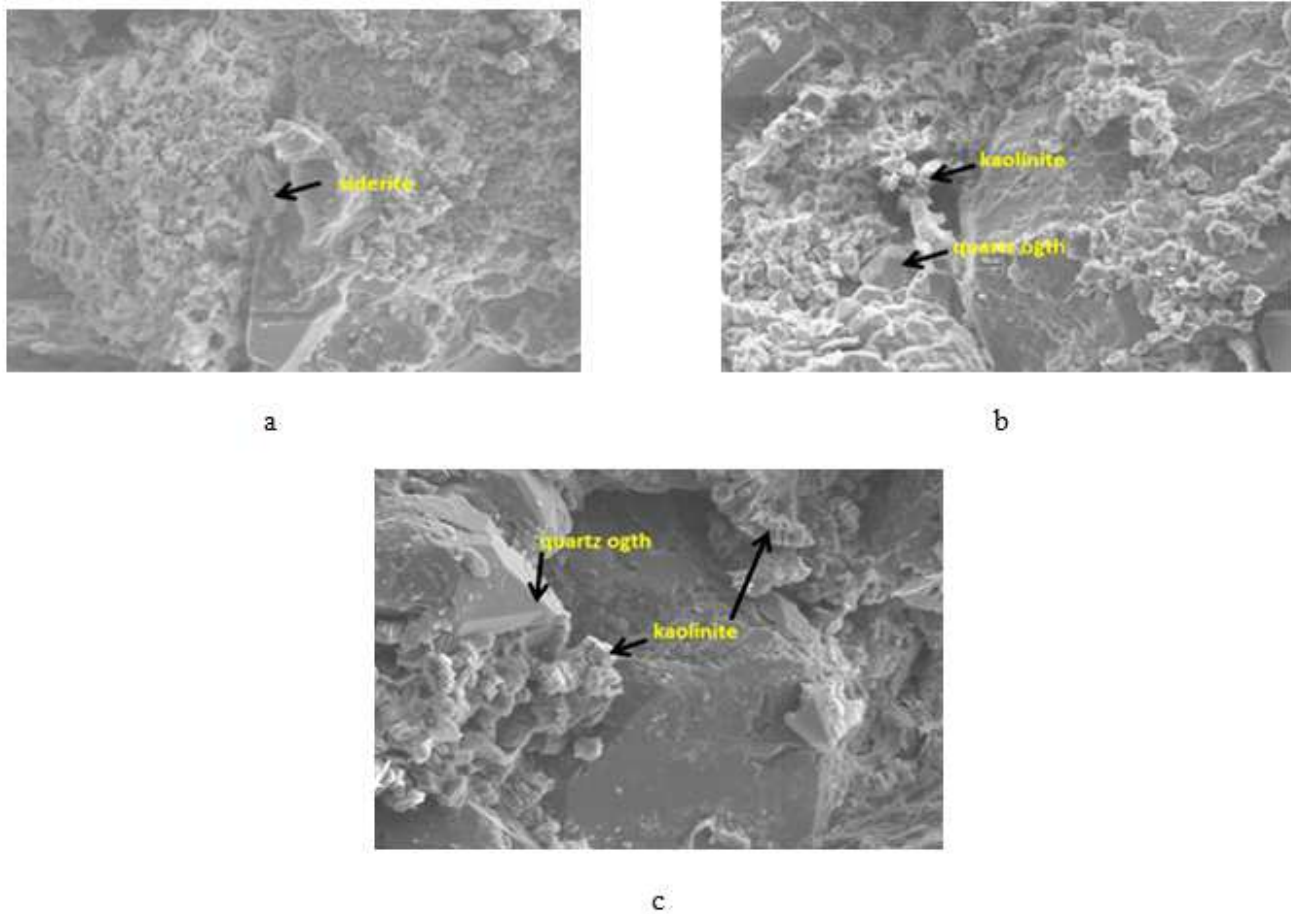 siderite
a
kaolinite
quartz ogth
b
quartz ogth
kaolinite
c